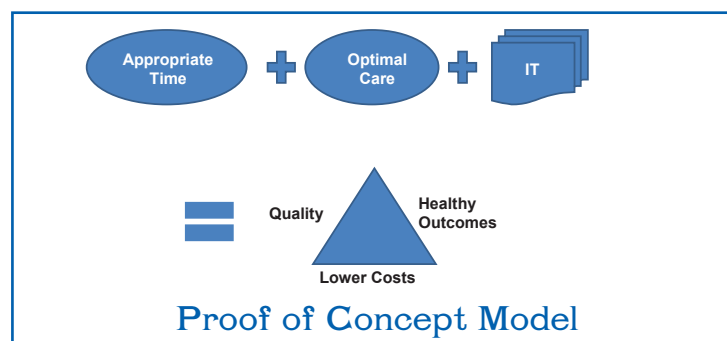 Appropriate
Time
Optimal
Care
IT
Quality
Healthy
Outcomes
Lower Costs
Proof of Concept Model